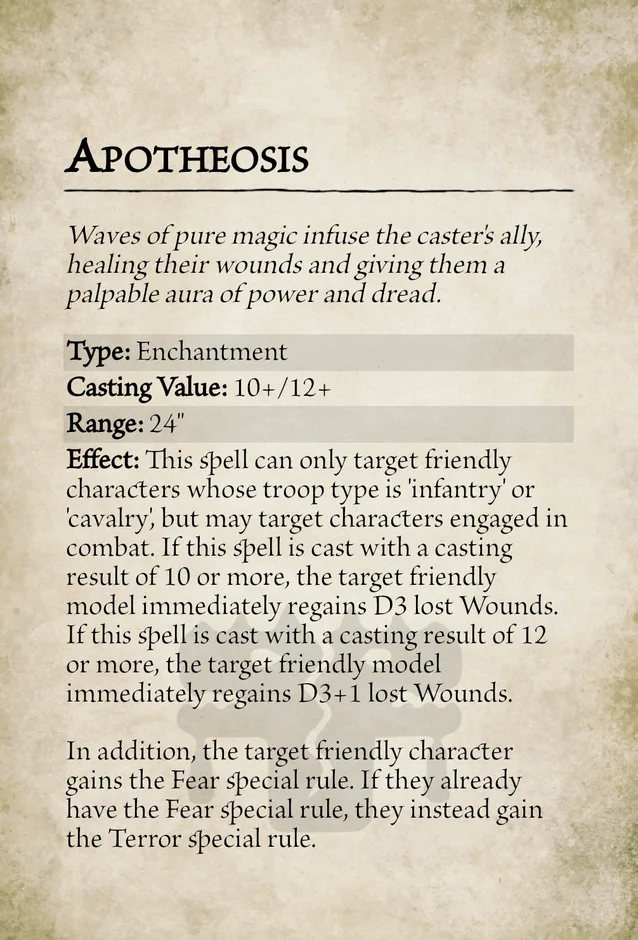 Apotheosis
Waves of pure magic infuse the caster's ally,
healing their wounds and giving them a
palpable aura of power and dread.
Type: Enchantment
Casting Value: 10+/12+
Range: 24"
Effect: This spell can only target friendly
characters whose troop type is 'infantry' or
'cavalry', but may target characters engaged in
combat. If this spell is cast with a casting
result of 10 or more, the target friendly
model immediately regains D3 lost Wounds.
If this spell is cast with a casting result of 12
or more, the target friendly model
immediately regains D3+1 lost Wounds.
In addition, the target friendly character
gains the Fear special rule. If they already
have the Fear special rule, they instead gain
the Terror special rule.